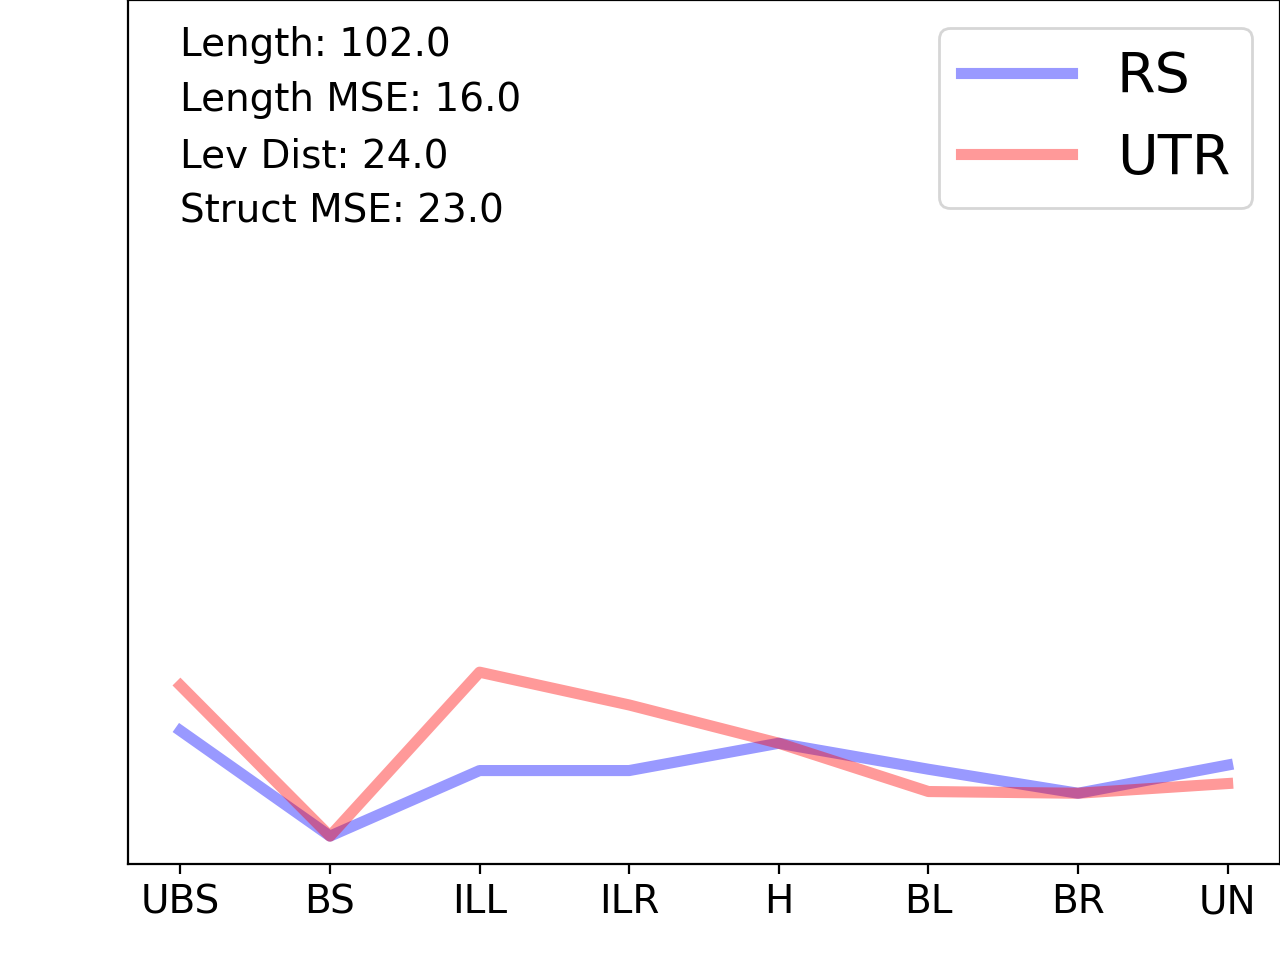 Length: 102.0
Length MSE: 16.0
Lev Dist: 24.0
Struct MSE: 23.0
RS
UTR
UBS BS ILL ILR H BL BR UN